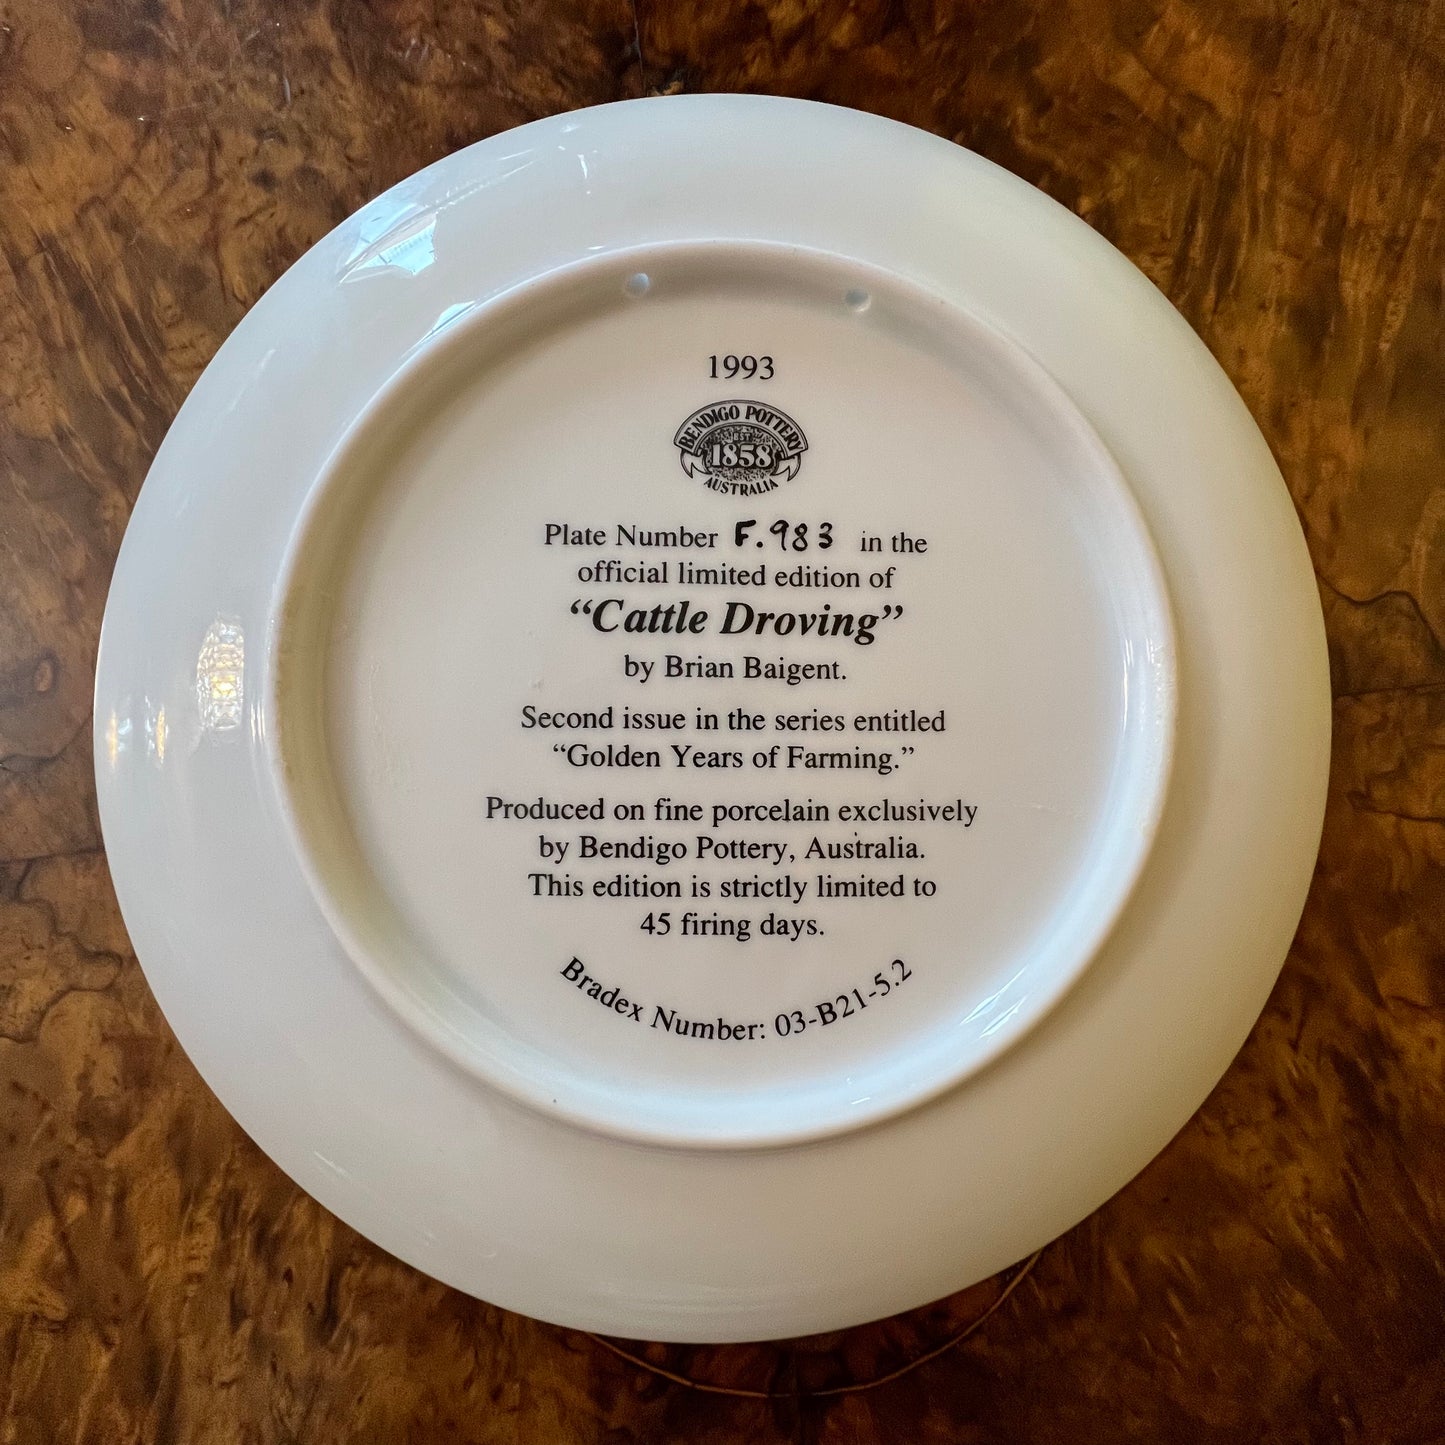 1993
BENDIGO POTTERY
EST
1858
AUSTRALIA
Plate Number F.983 in the
official limited edition of
“Cattle Droving”
by Brian Baigent.
Second issue in the series entitled
“Golden Years of Farming.”
Produced on fine porcelain exclusively
by Bendigo Pottery, Australia.
This edition is strictly limited to
45 firing days.
Bradex Number: 03-B21-5.2